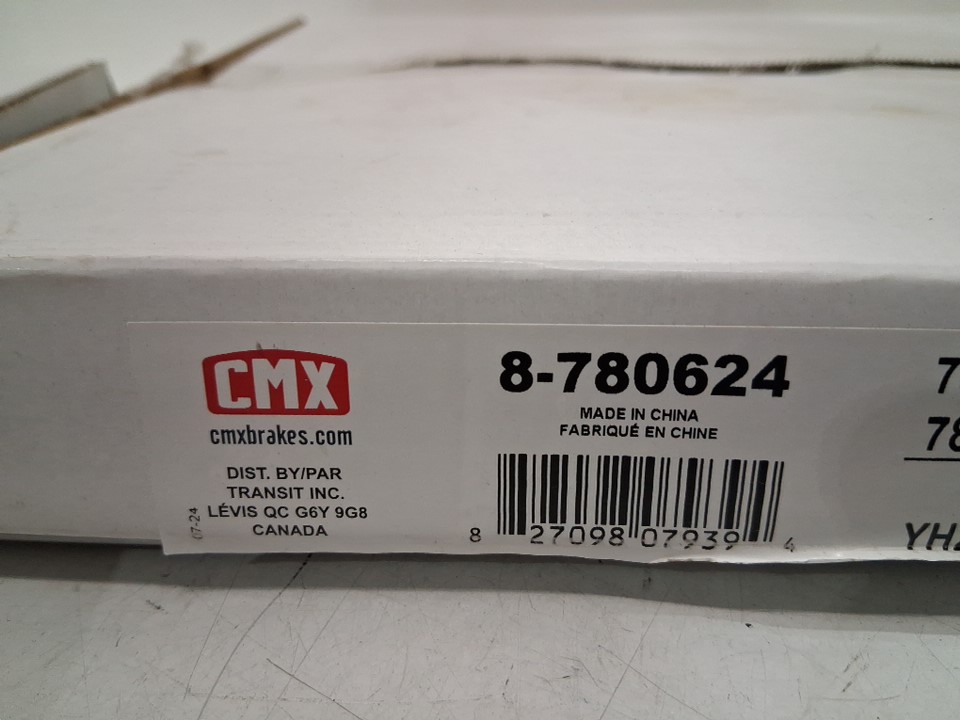 CMX
cmxbrakes.com
DIST. BY/PAR
TRANSIT INC.
LÉVIS QC G6Y 9G8
CANADA
07-24
8-780624
MADE IN CHINA
FABRIQUÉ EN CHINE
8 27098 07939 4